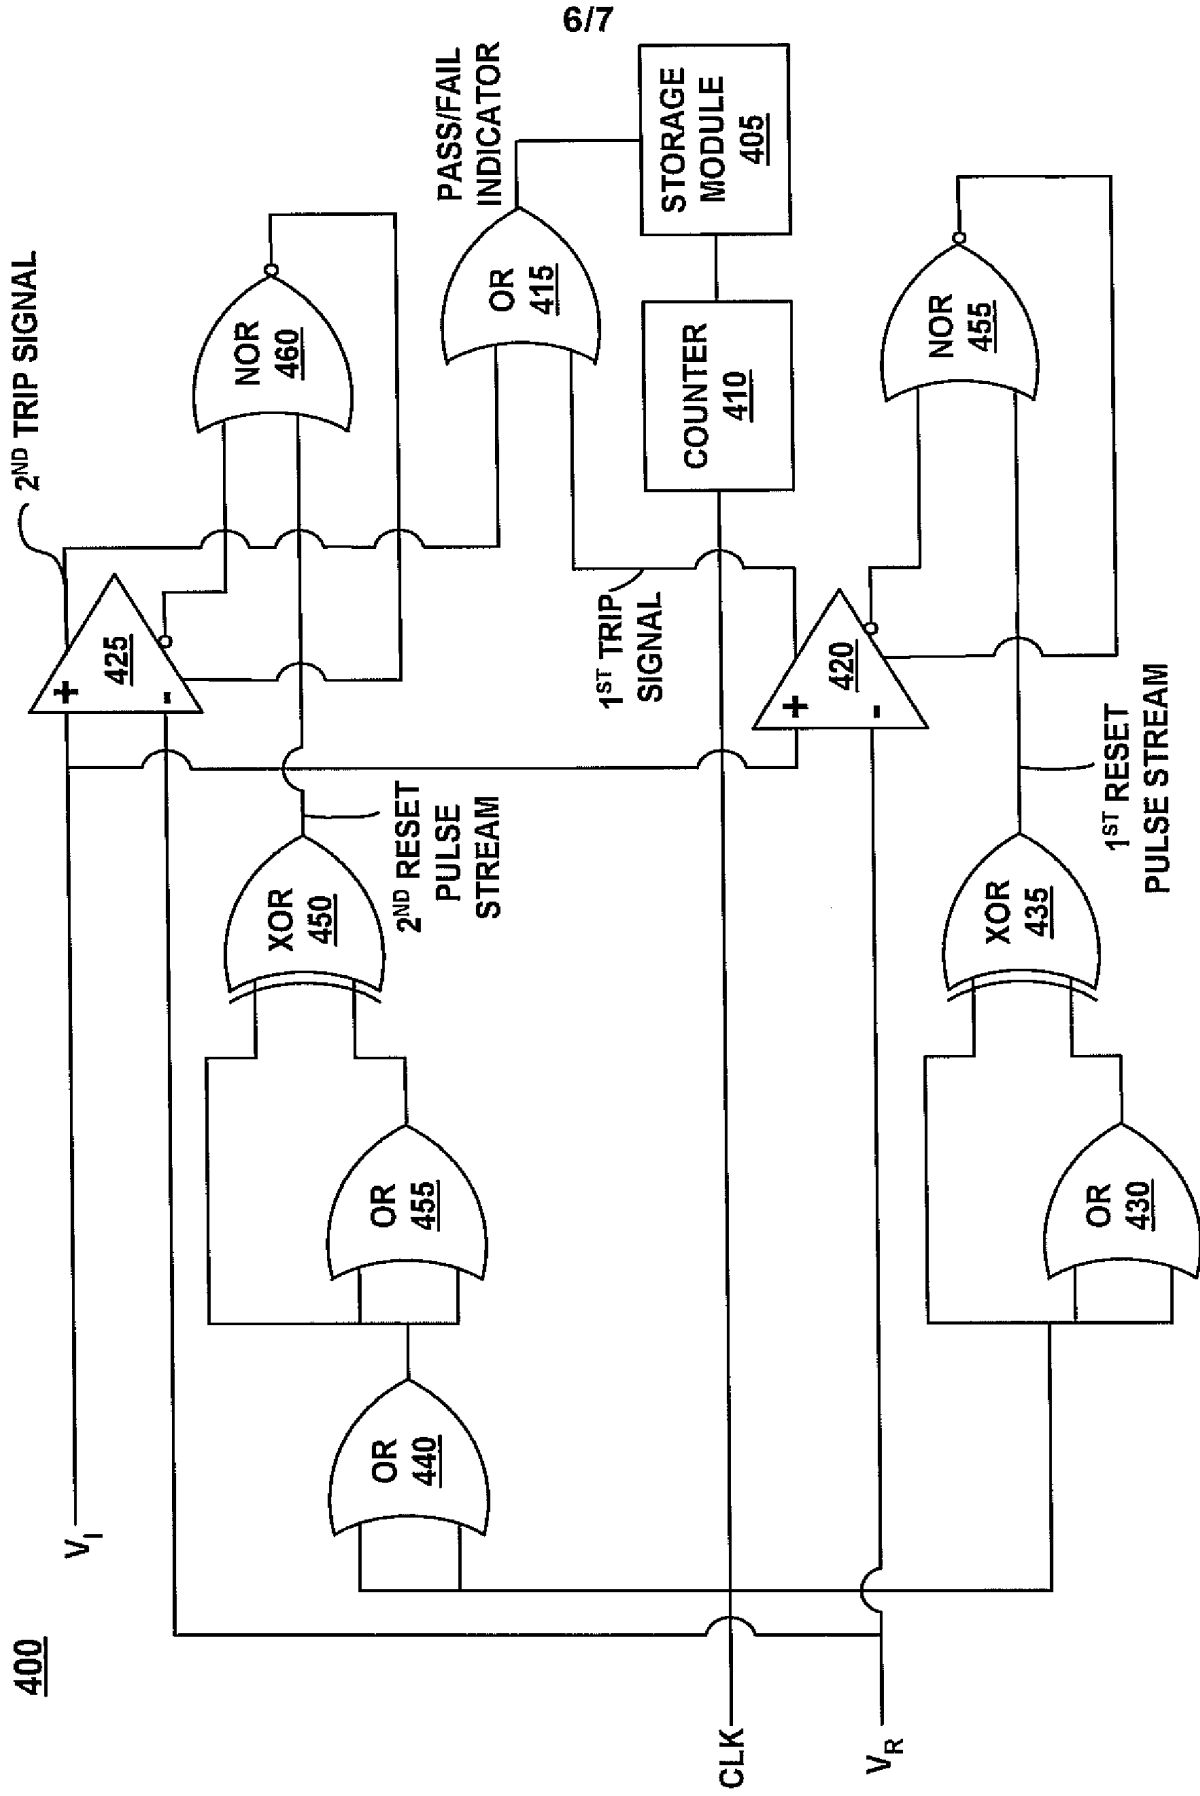 6/7
400
V_I
V_R
CLK
OR
440
OR
455
XOR
450
2ND RESET
PULSE
STREAM
+
-
425
2ND TRIP SIGNAL
NOR
460
PASS/FAIL
INDICATOR
OR
415
STORAGE
MODULE
405
COUNTER
410
1ST TRIP
SIGNAL
+
-
420
NOR
455
OR
430
XOR
435
1ST RESET
PULSE STREAM